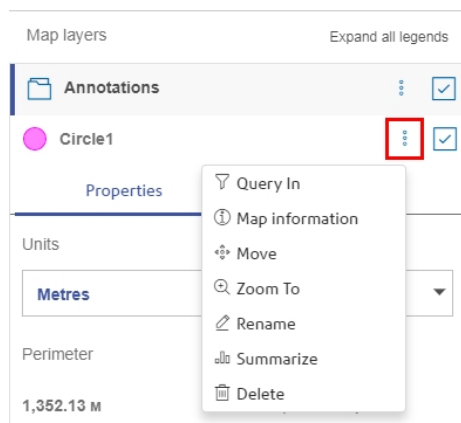 Map layers Expand all legends
Annotations
Circle1
Properties
Query In
Map information
Units
Move
Metres
Zoom To
Rename
Perimeter
Summarize
Delete
1,352.13 M